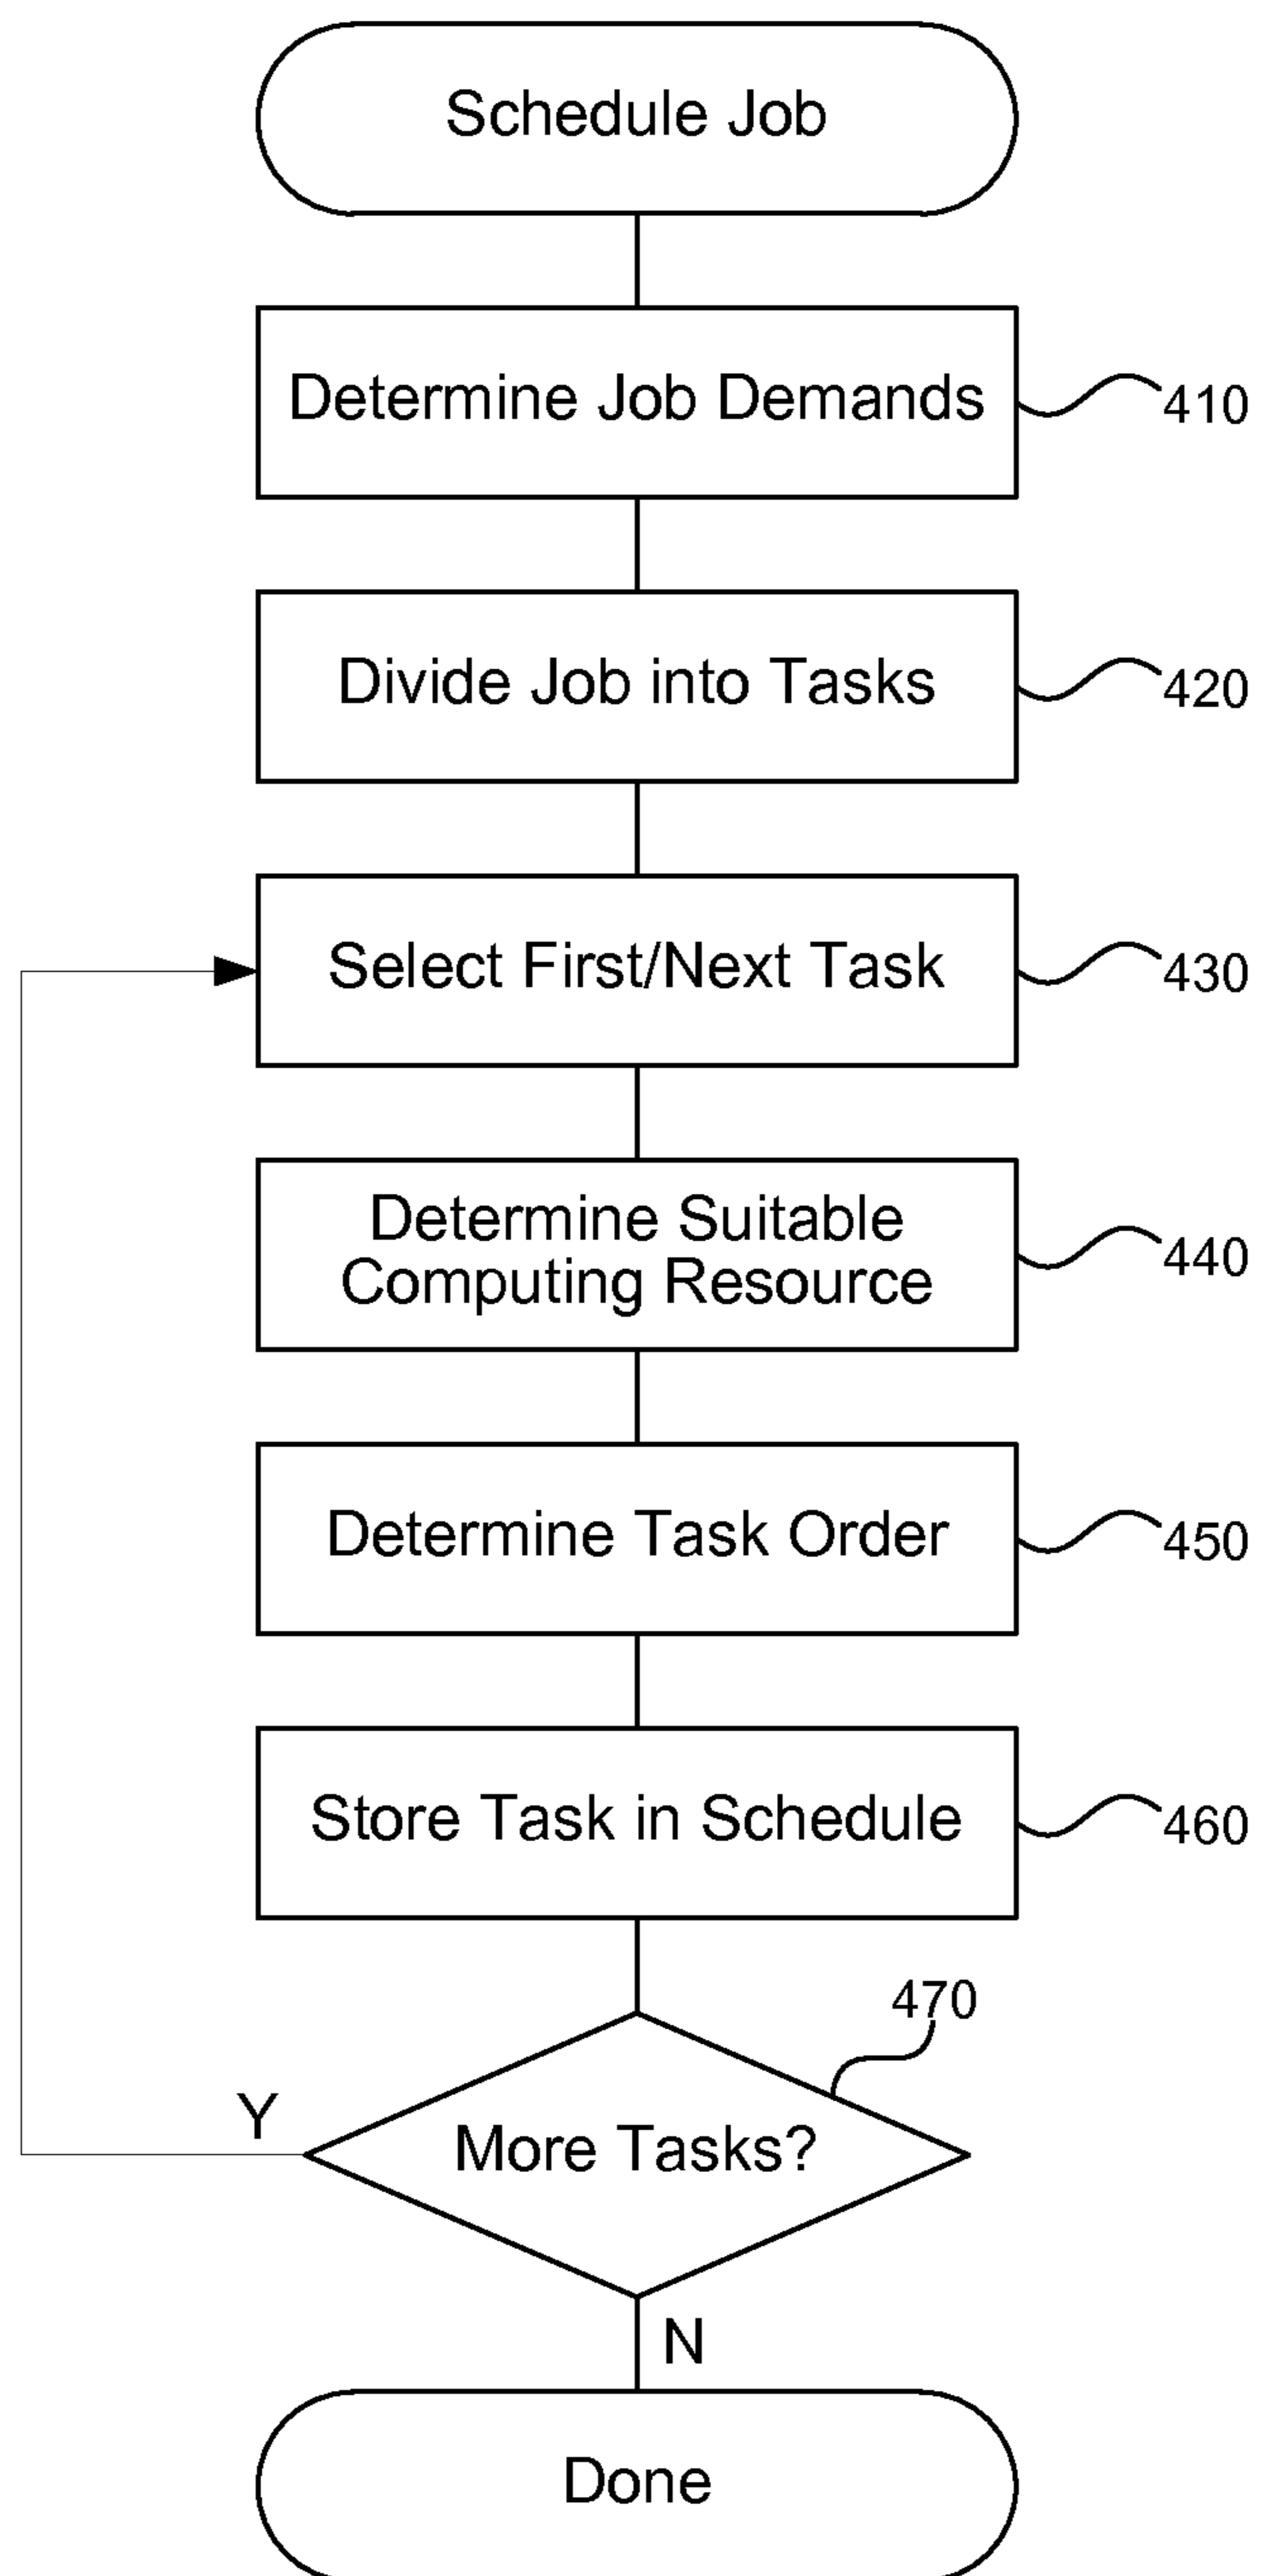 Schedule Job
Determine Job Demands
410
Divide Job into Tasks
420
Select First/Next Task
430
Determine Suitable
Computing Resource
440
Determine Task Order
450
Store Task in Schedule
460
470
More Tasks?
Y
N
Done